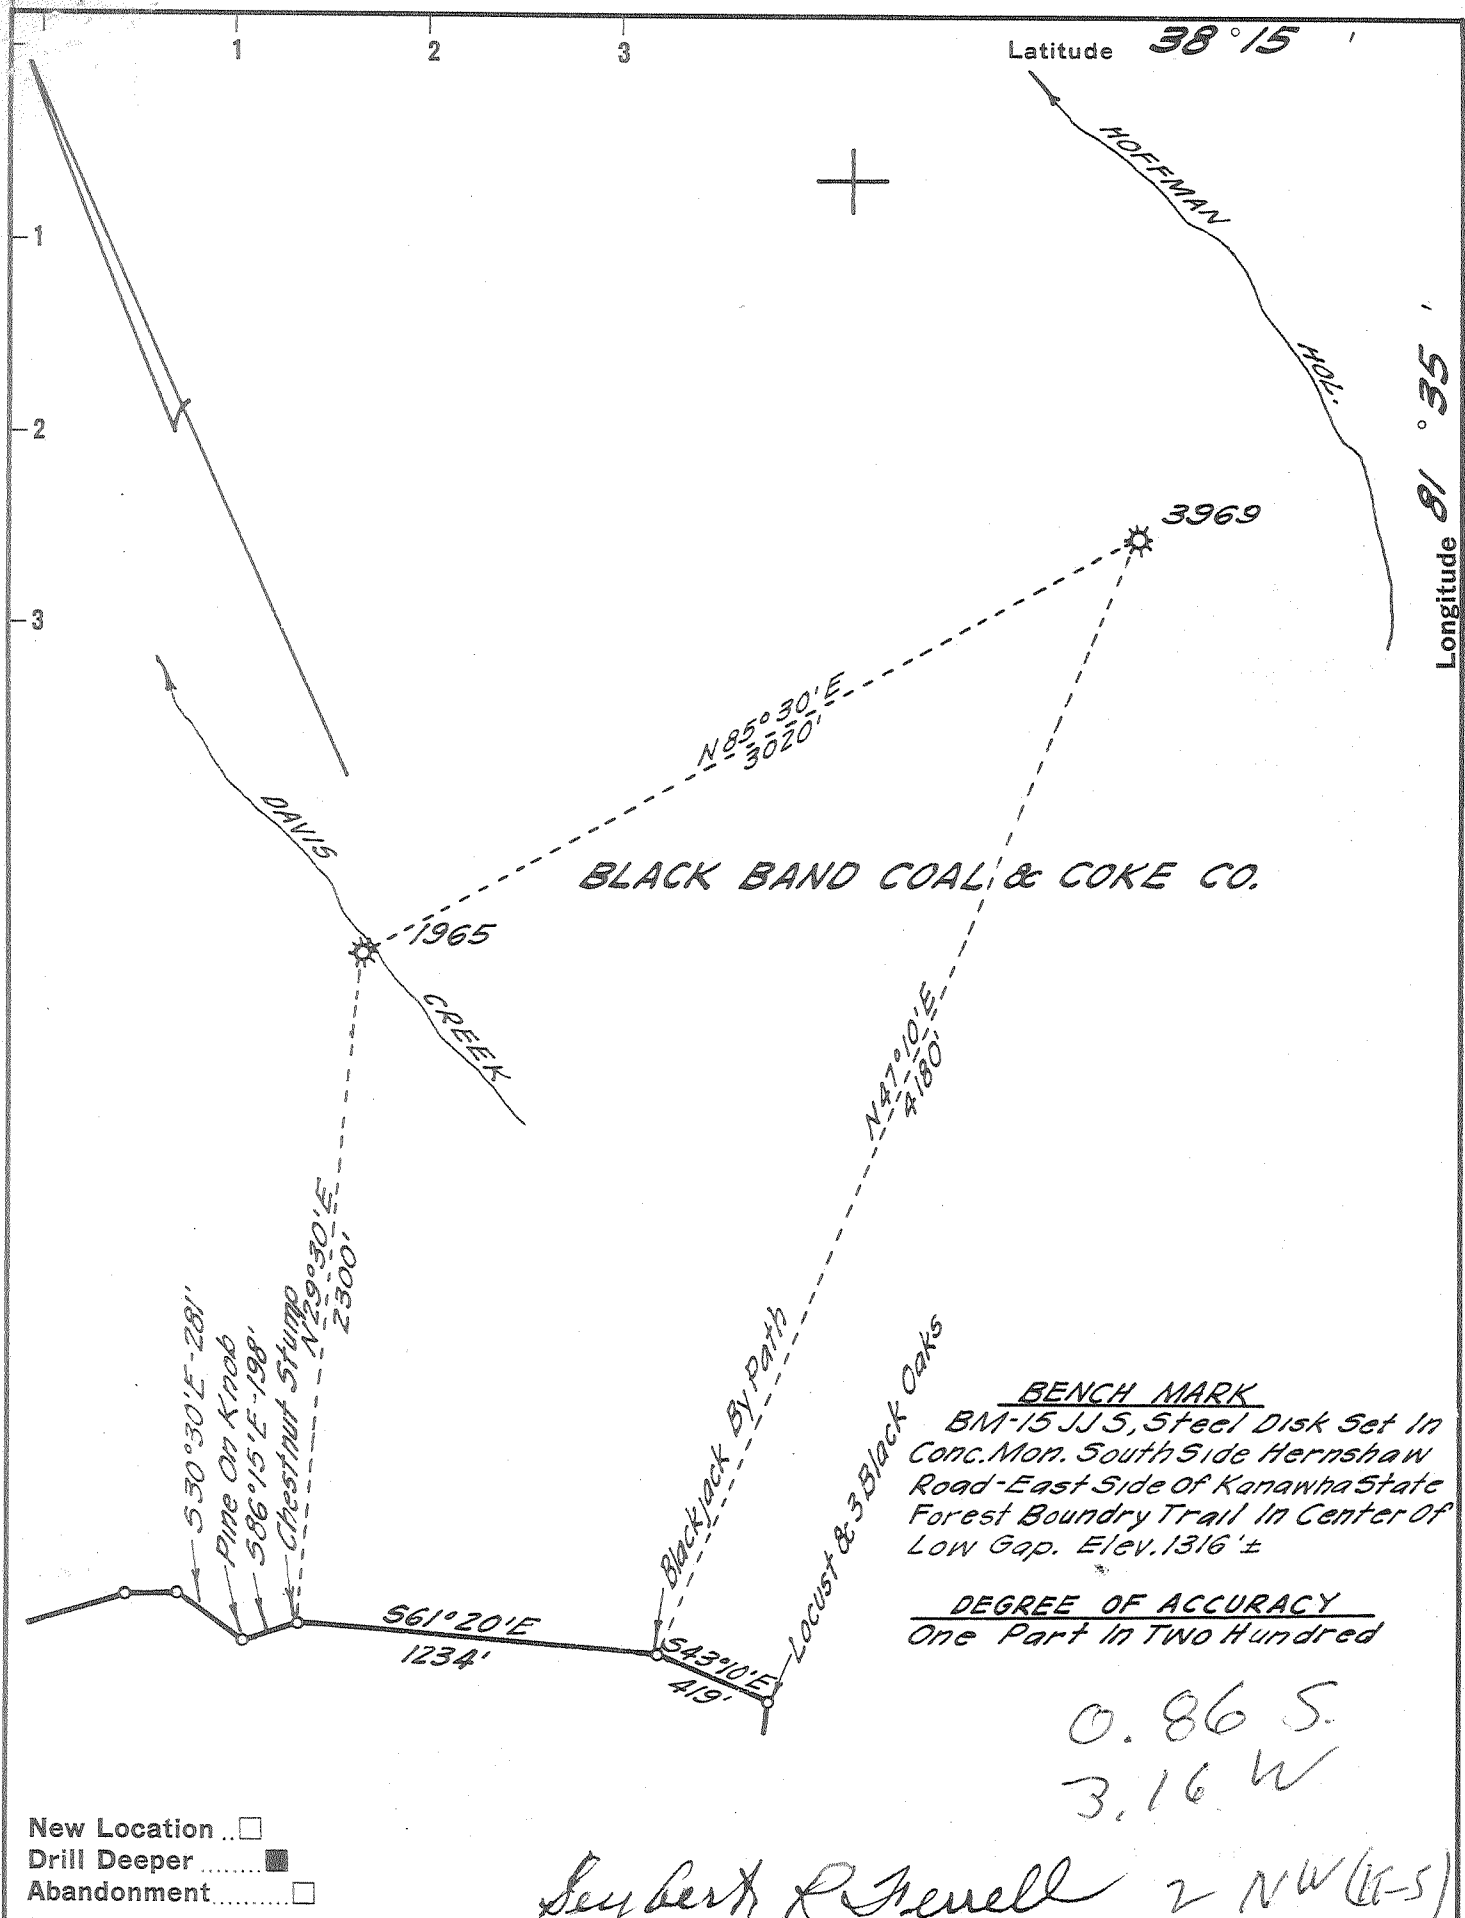 1 2 3
Latitude 38°15'
1
2
3
HOFFMAN
HOL.
Longitude 81°35'
3969
N85°30'E
3020'
DAVIS
CREEK
BLACK BAND COAL & COKE CO.
1965
N47°10'E
4180'
N29°30'E
2300'
S30°30'E-281'
Pine On Knob
S86°15'E-198'
Chestnut Stump
Blackjack By Path
Locust & 3 Black Oaks
S61°20'E
1234'
S43°10'E
419'
BENCH MARK
BM-15 JJS, Steel Disk Set In
Conc. Mon. South Side Hernshaw
Road-East Side Of Kanawha State
Forest Boundry Trail In Center Of
Low Gap. Elev. 1316'±
DEGREE OF ACCURACY
One Part In Two Hundred
0.86 S.
3.16 W
New Location ..
Drill Deeper ........
Abandonment .........
R Ferrell 2 NW